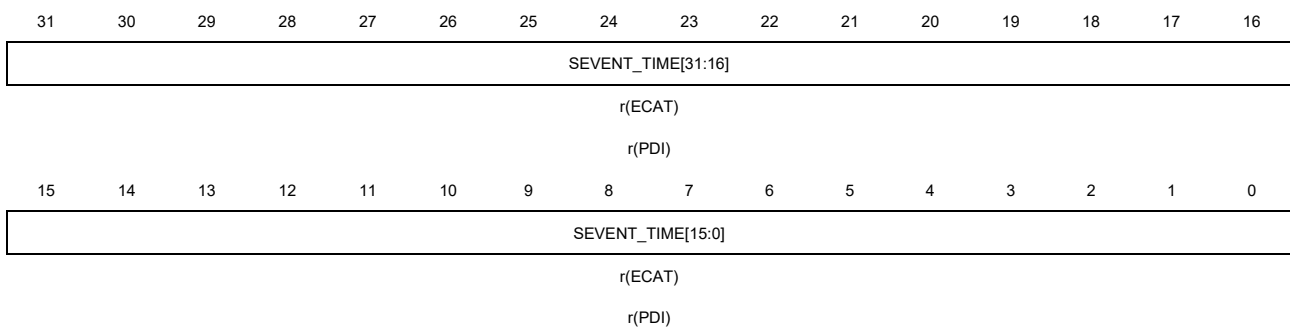 31 30 29 28 27 26 25 24 23 22 21 20 19 18 17 16
SEVENT_TIME[31:16]
r(ECAT)
r(PDI)
15 14 13 12 11 10 9 8 7 6 5 4 3 2 1 0
SEVENT_TIME[15:0]
r(ECAT)
r(PDI)